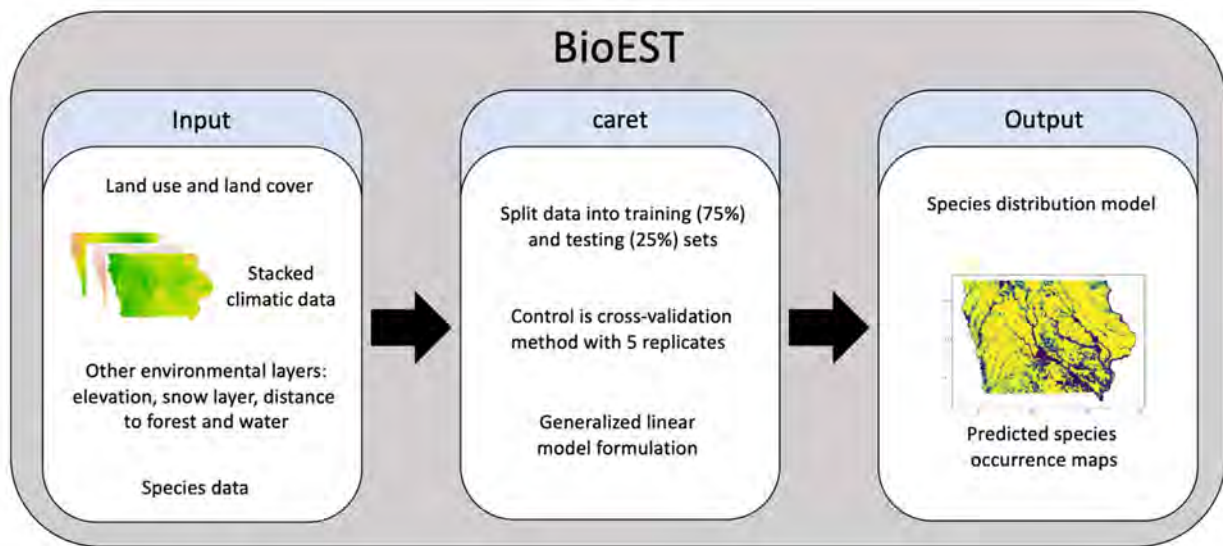 BioEST
Input
Land use and land cover
Stacked
climatic data
Other environmental layers:
elevation, snow layer, distance
to forest and water
Species data
caret
Split data into training (75%)
and testing (25%) sets
Control is cross-validation
method with 5 replicates
Generalized linear
model formulation
Output
Species distribution model
Predicted species
occurrence maps